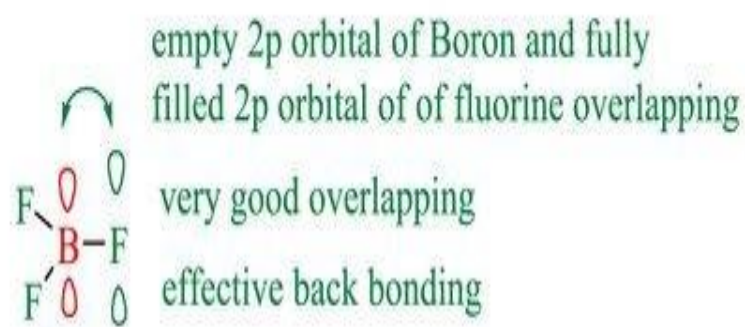 empty 2p orbital of Boron and fully
filled 2p orbital of of fluorine overlapping
very good overlapping
F
B-F
F
effective back bonding